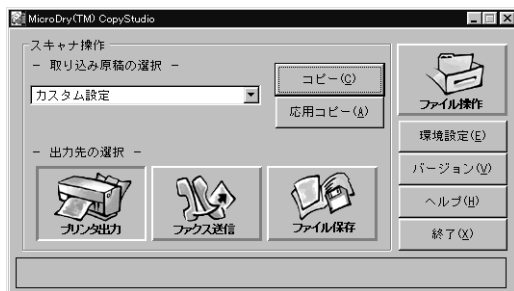 MicroDry(TM) CopyStudio
スキャナ操作
− 取り込み原稿の選択 −
カスタム設定
コピー(C)
応用コピー(A)
− 出力先の選択 −
プリンタ出力
ファクス送信
ファイル保存
ファイル操作
環境設定(E)
バージョン(V)
ヘルプ(H)
終了(X)